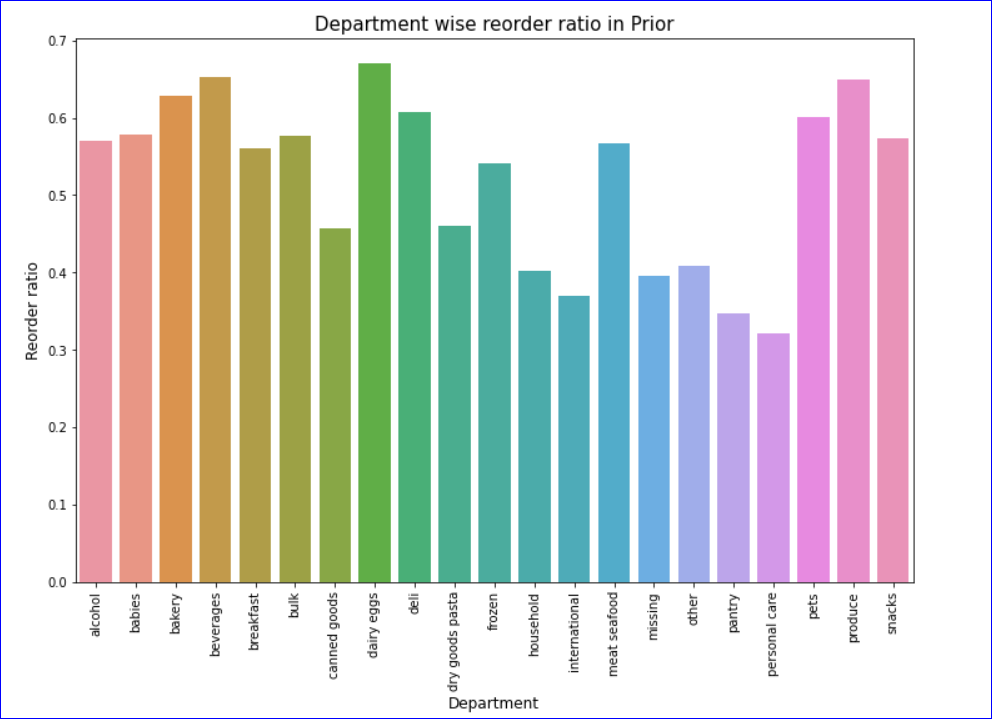 Department wise reorder ratio in Prior
0.7
0.6
0.5
0.4
0.3
0.2
0.1
0.0
Reorder ratio
alcohol
babies
bakery
beverages
breakfast
bulk
canned goods
dairy eggs
deli
dry goods pasta
frozen
household
international
meat seafood
missing
other
pantry
personal care
pets
produce
snacks
Department